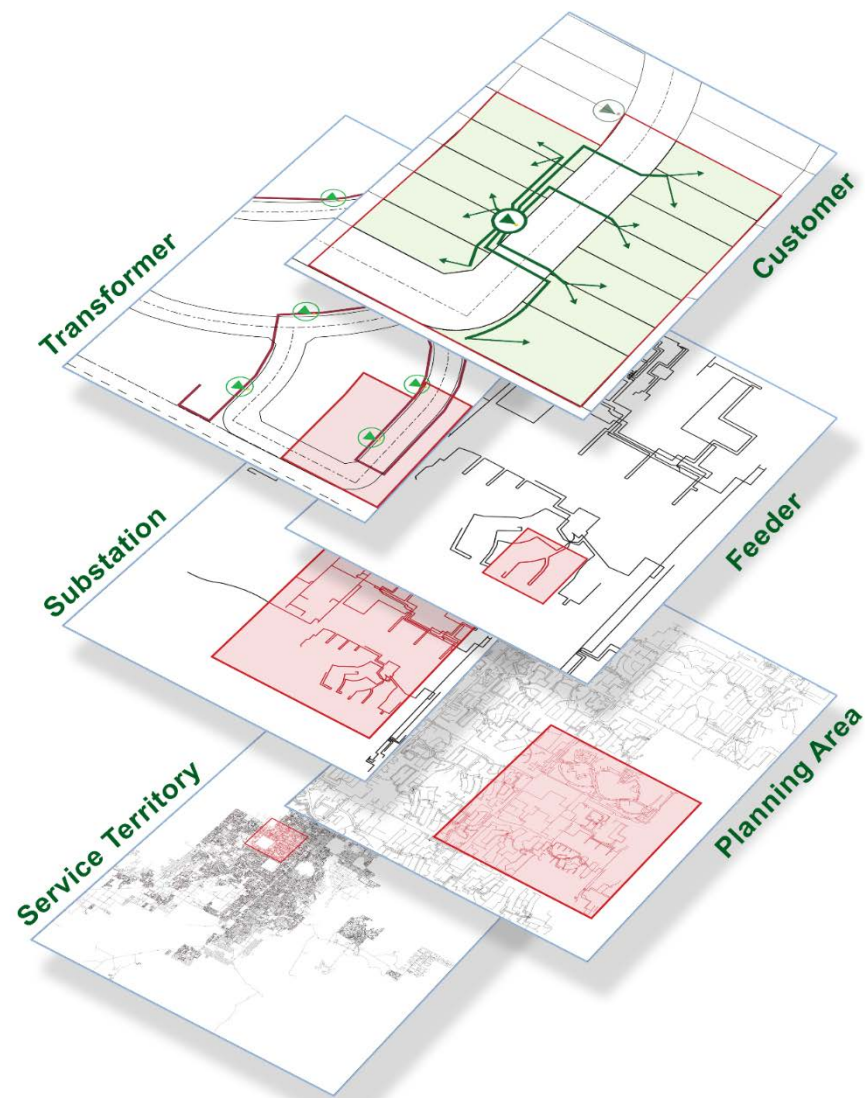 Customer
Transformer
Feeder
Substation
Planning Area
Service Territory